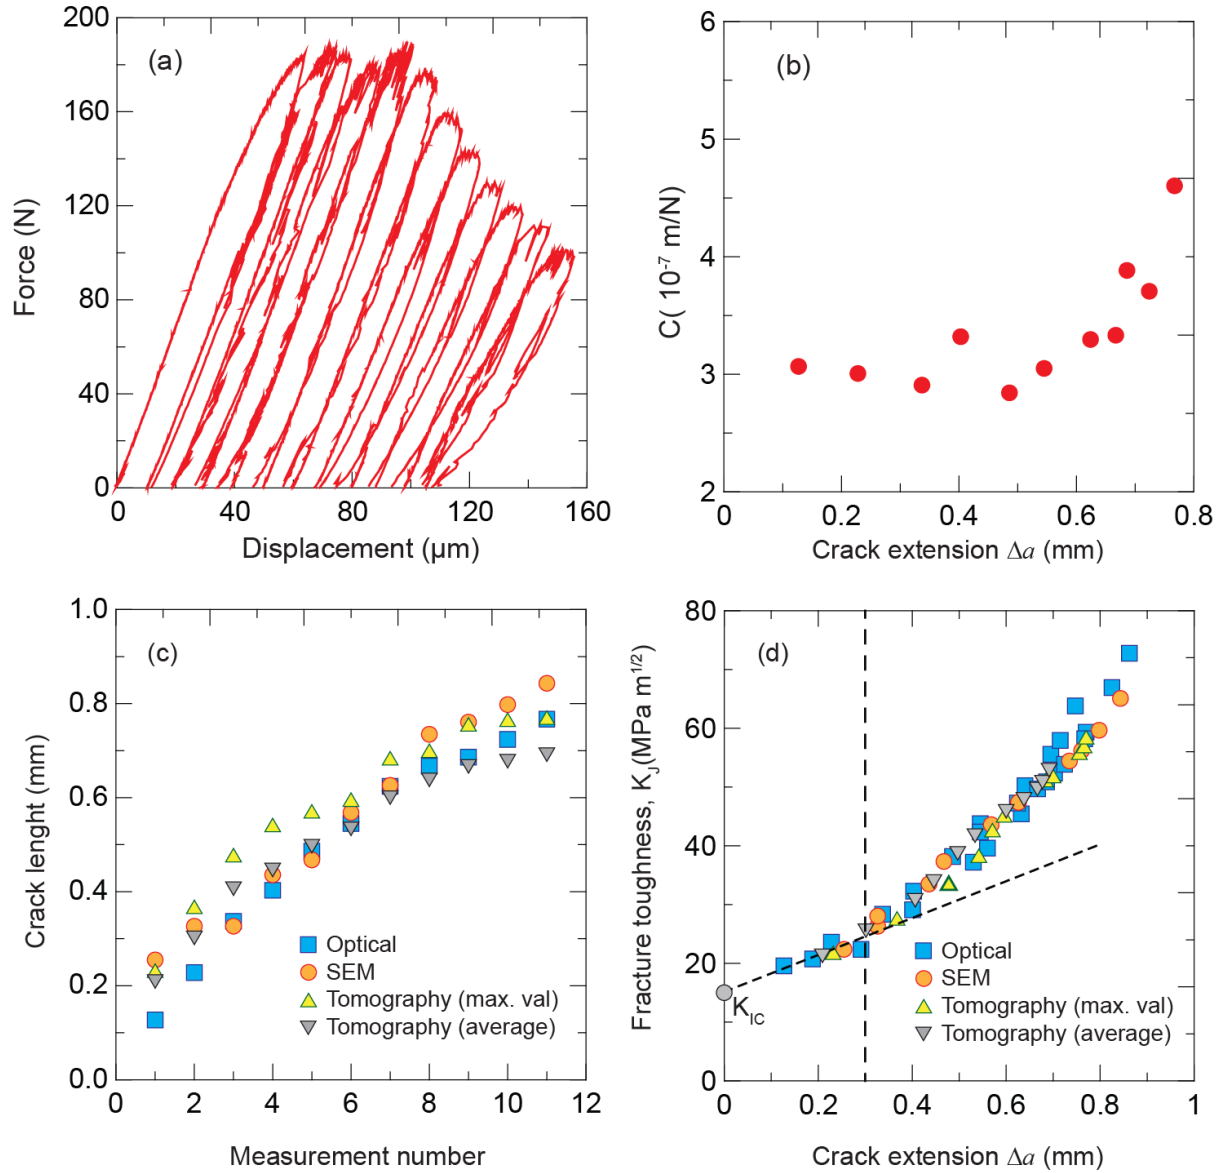 (a)
200
160
120
80
40
0
Force (N)
0 40 80 120 160
Displacement (µm)
(b)
6
5
4
3
2
C( 10⁻⁷ m/N)
0 0.2 0.4 0.6 0.8
Crack extension Δa (mm)
(c)
1.0
0.8
0.6
0.4
0.2
0.0
Crack lenght (mm)
Optical
SEM
Tomography (max. val)
Tomography (average)
0 2 4 6 8 10 12
Measurement number
(d)
80
60
40
20
0
Fracture toughness, K_J(MPa m^1/2)
K_IC
Optical
SEM
Tomography (max. val)
Tomography (average)
0 0.2 0.4 0.6 0.8 1
Crack extension Δa (mm)